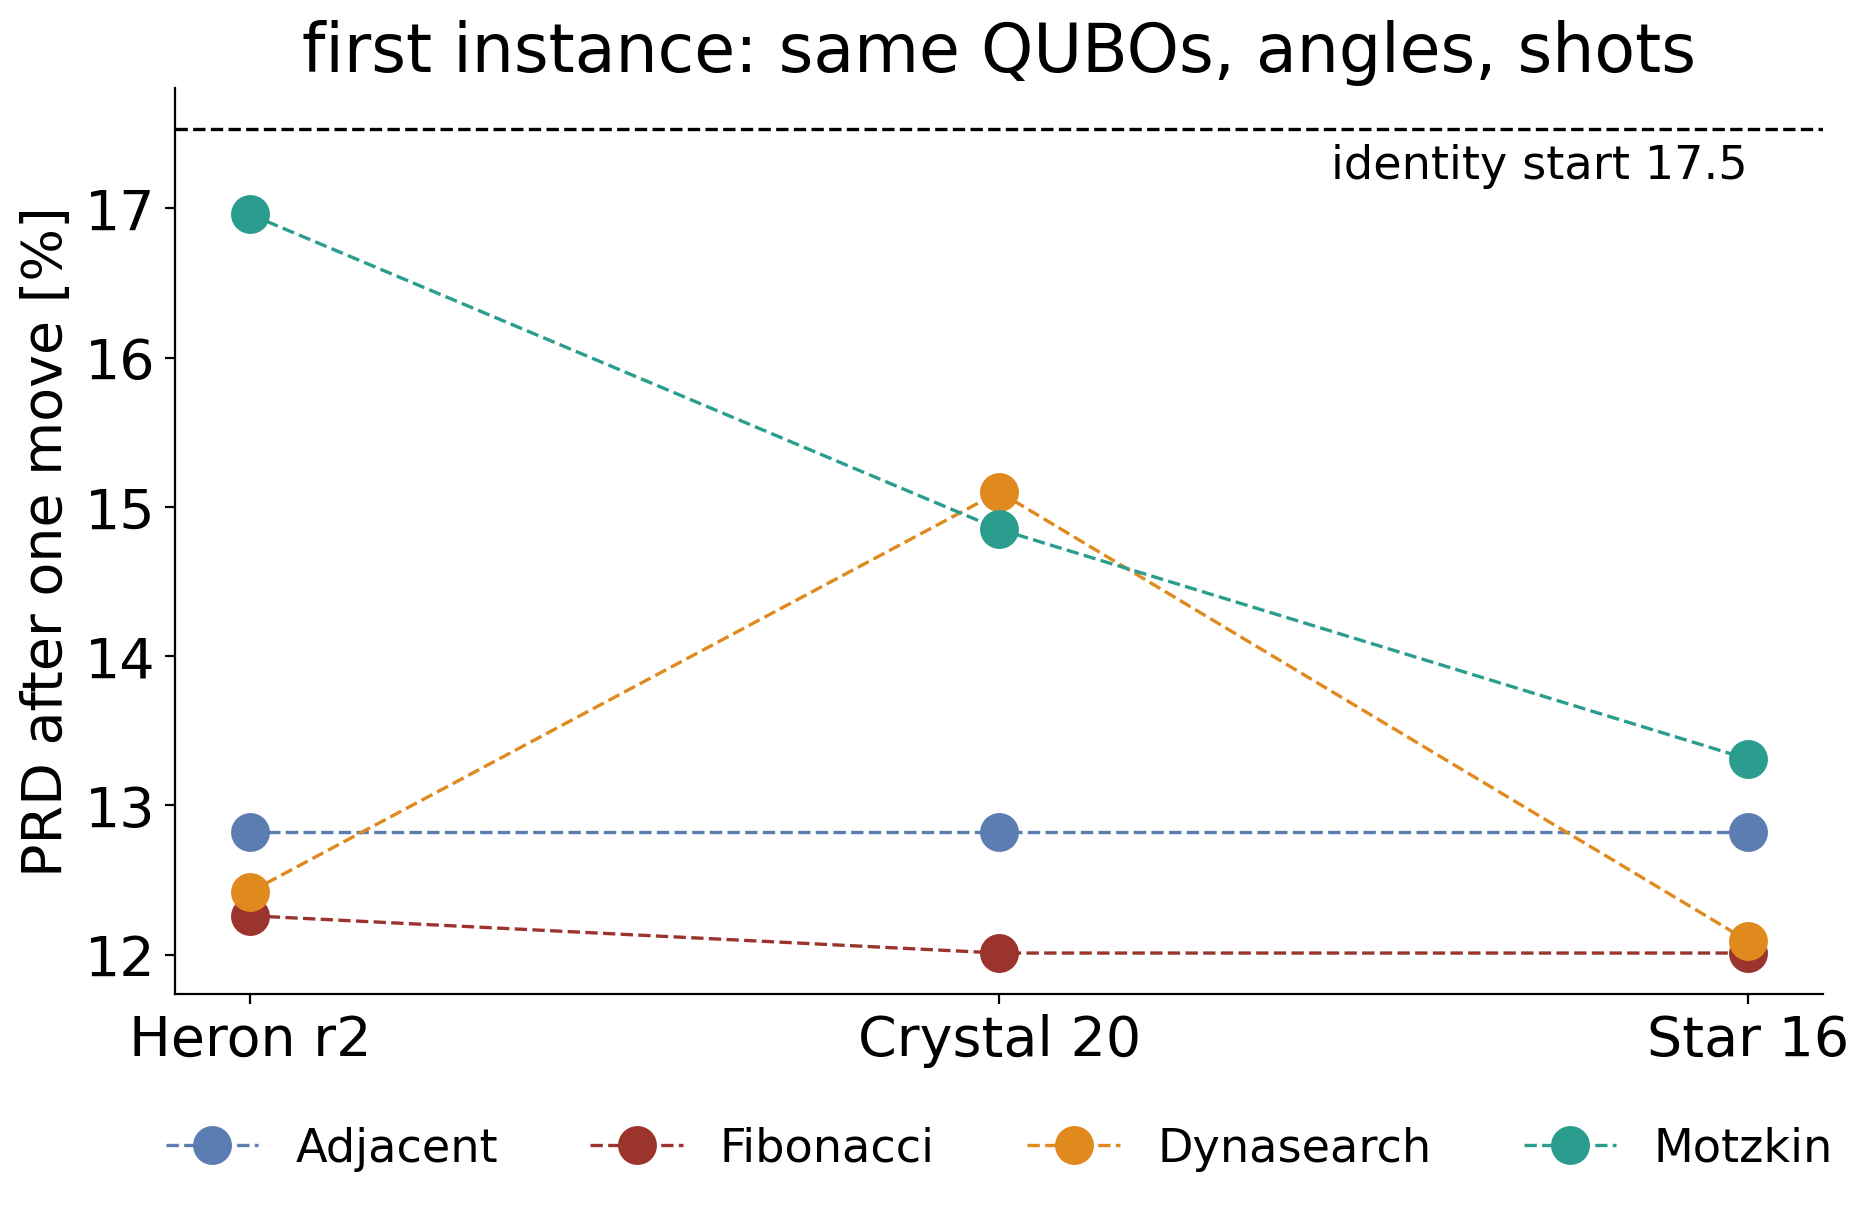 first instance: same QUBOs, angles, shots
identity start 17.5
PRD after one move [%]
17
16
15
14
13
12
Heron r2 Crystal 20 Star 16
Adjacent Fibonacci Dynasearch Motzkin